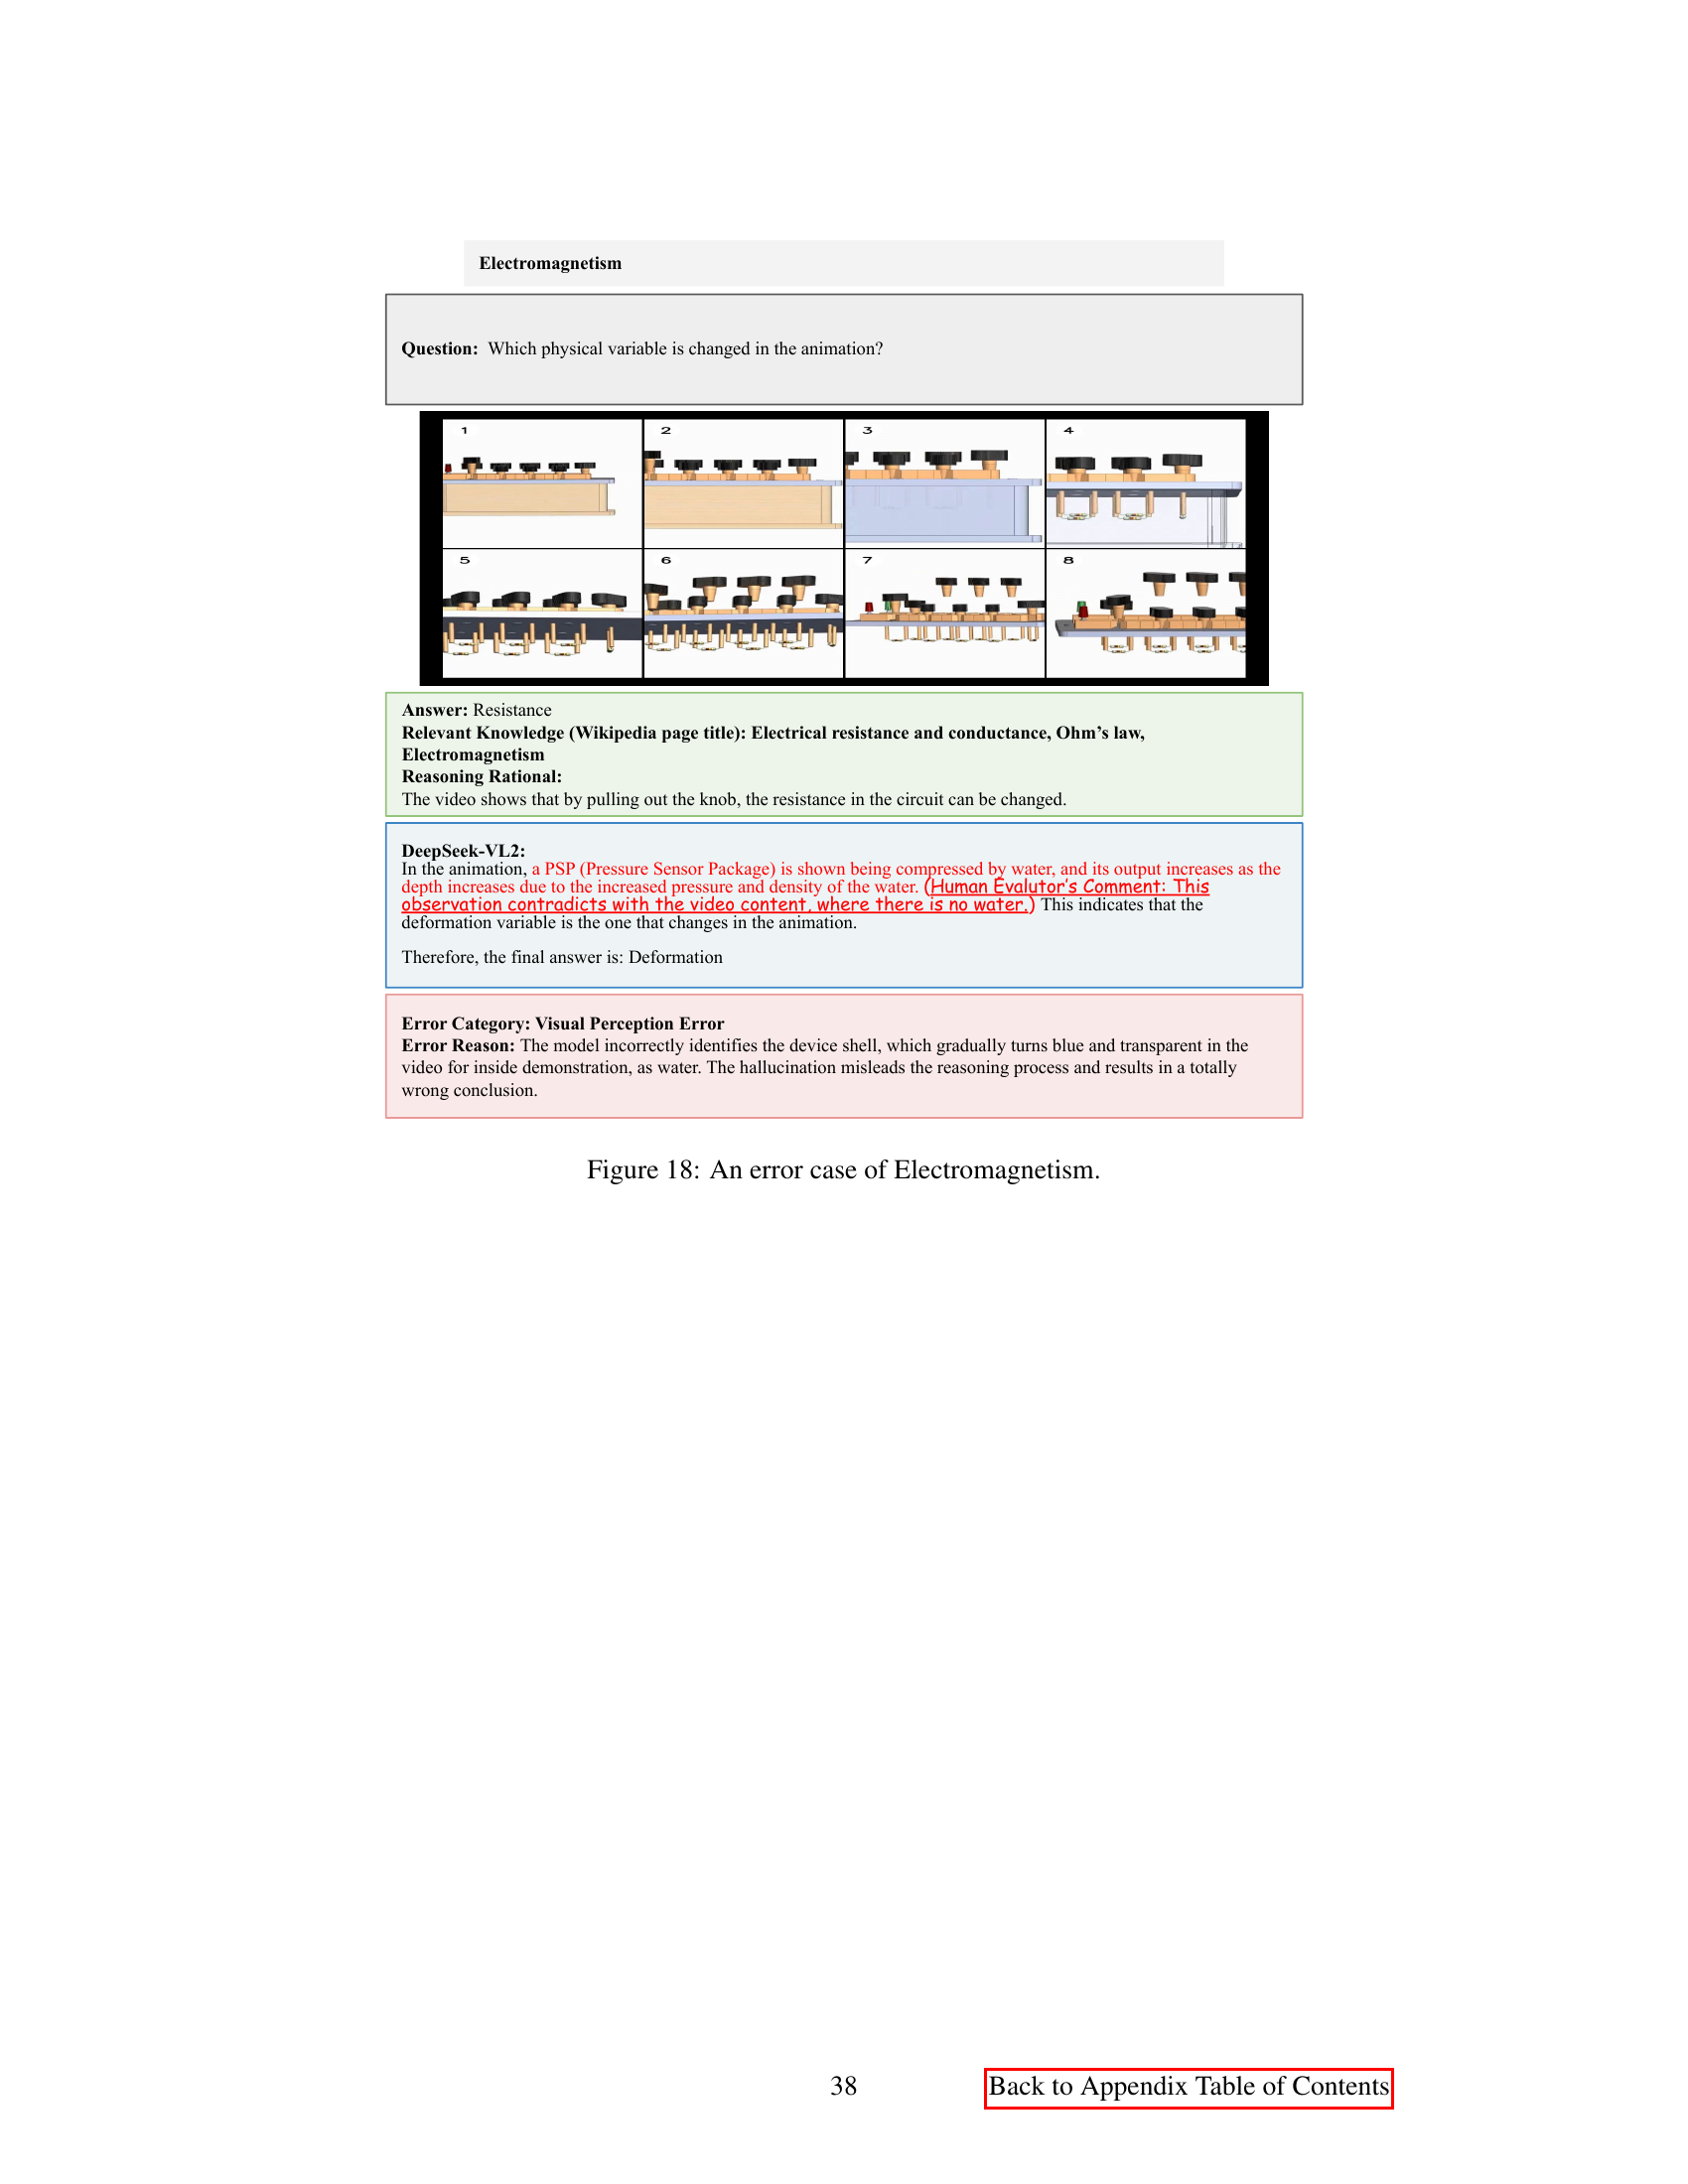 Electromagnetism
Question: Which physical variable is changed in the animation?
1
2
3
4
5
6
7
8
Answer: Resistance
Relevant Knowledge (Wikipedia page title): Electrical resistance and conductance, Ohm's law,
Electromagnetism
Reasoning Rational:
The video shows that by pulling out the knob, the resistance in the circuit can be changed.
DeepSeek-VL2:
In the animation, a PSP (Pressure Sensor Package) is shown being compressed by water, and its output increases as the
depth increases due to the increased pressure and density of the water. (Human Evalutor's Comment: This
observation contradicts with the video content, where there is no water.) This indicates that the
deformation variable is the one that changes in the animation.
Therefore, the final answer is: Deformation
Error Category: Visual Perception Error
Error Reason: The model incorrectly identifies the device shell, which gradually turns blue and transparent in the
video for inside demonstration, as water. The hallucination misleads the reasoning process and results in a totally
wrong conclusion.
Figure 18: An error case of Electromagnetism.
38
Back to Appendix Table of Contents